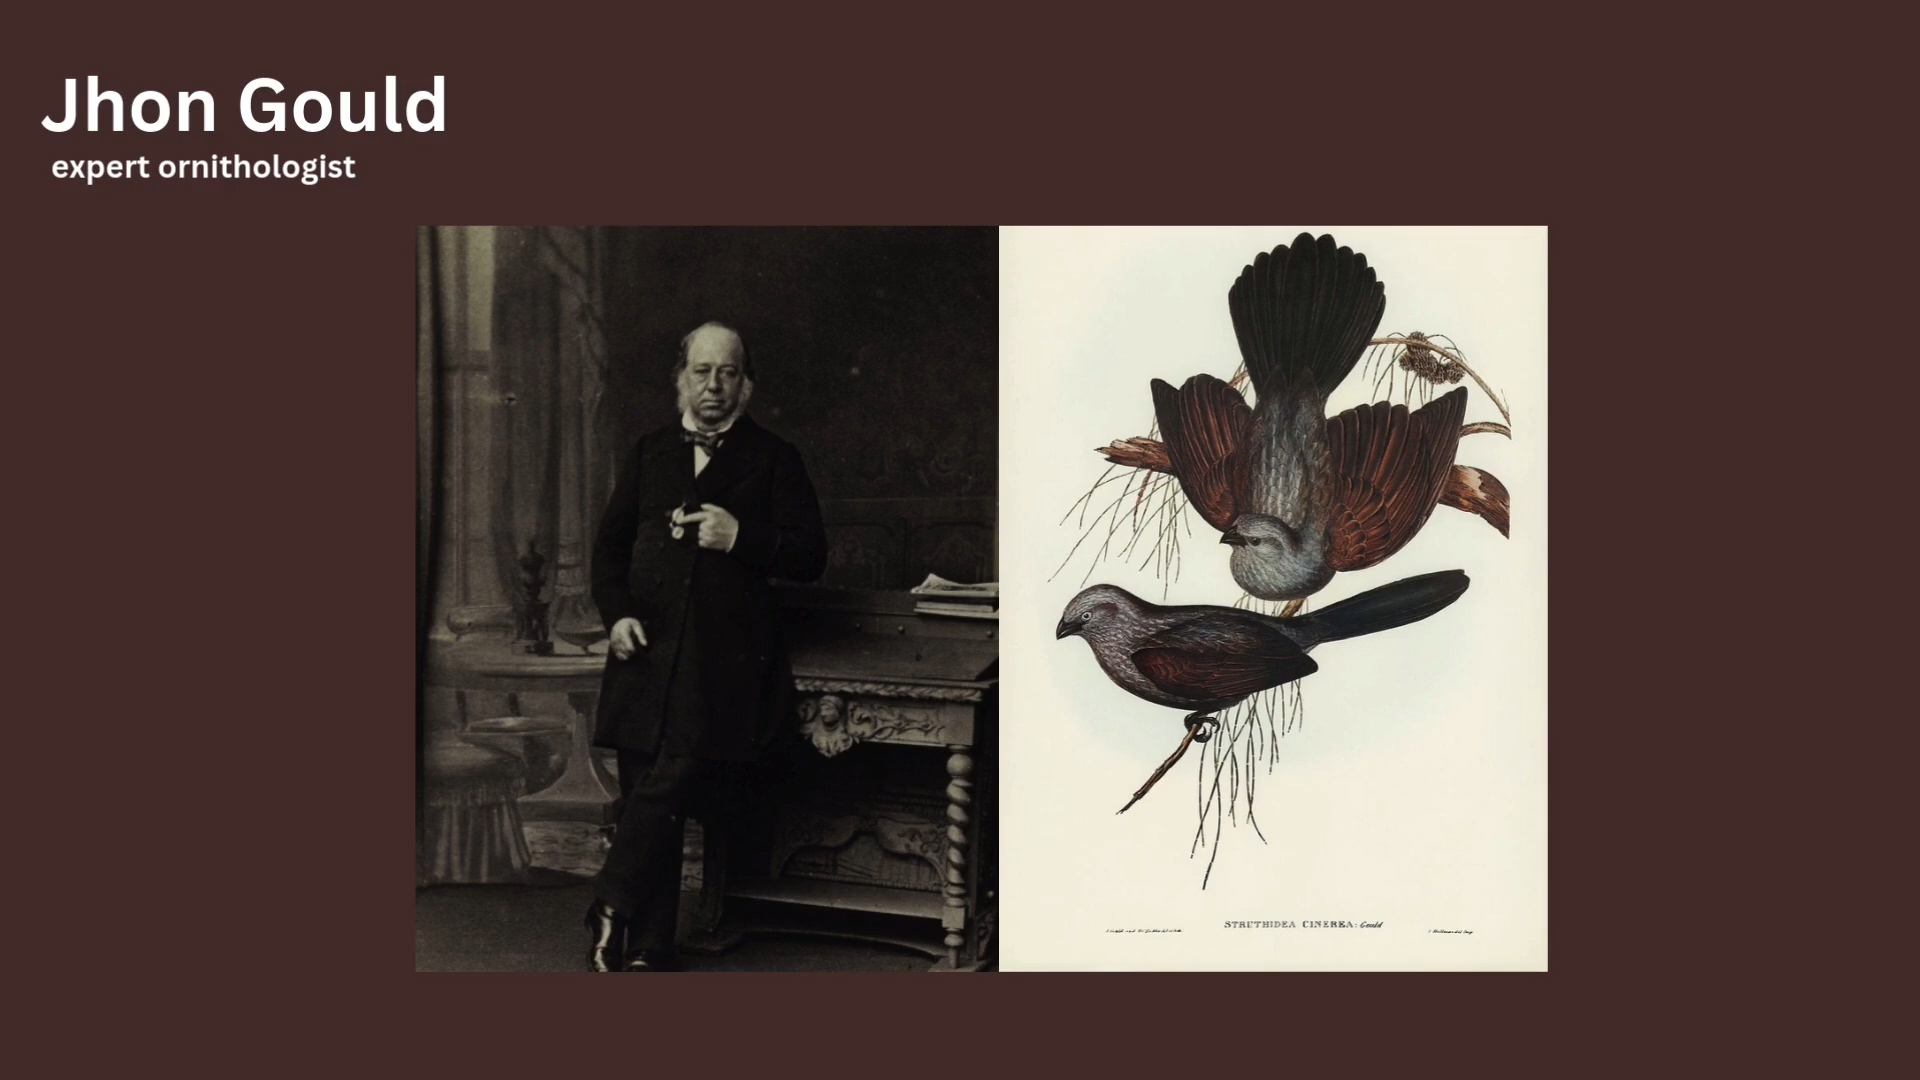 Jhon Gould
expert ornithologist
STRUTHIDEA CINEREA: Gould